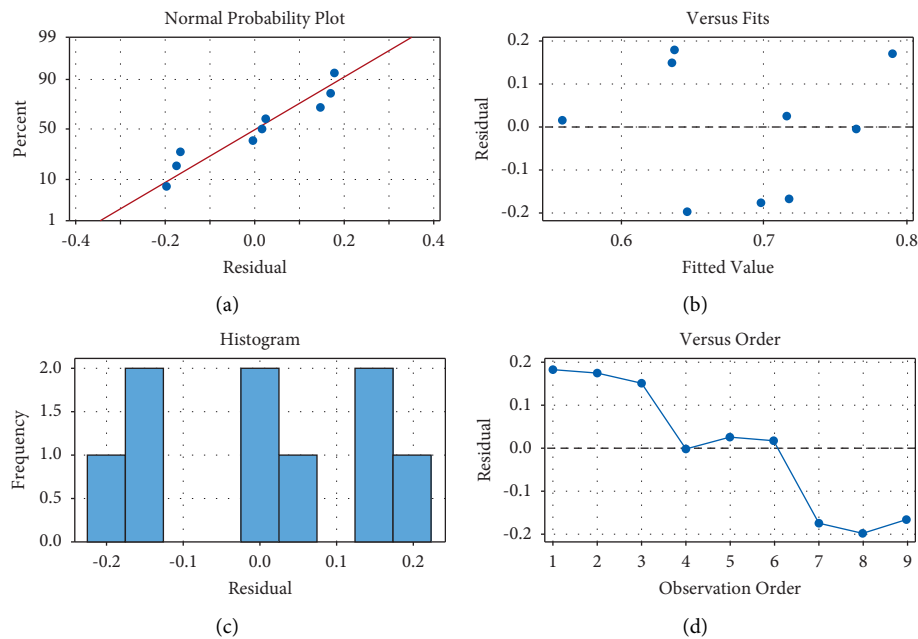 Normal Probability Plot
99
90
50
10
1
Percent
-0.4 -0.2 0.0 0.2 0.4
Residual
(a)
Versus Fits
0.2
0.1
0.0
-0.1
-0.2
Residual
0.6 0.7 0.8
Fitted Value
(b)
Histogram
2.0
1.5
1.0
0.5
0.0
Frequency
-0.2 -0.1 0.0 0.1 0.2
Residual
(c)
Versus Order
0.2
0.1
0.0
-0.1
-0.2
Residual
1 2 3 4 5 6 7 8 9
Observation Order
(d)